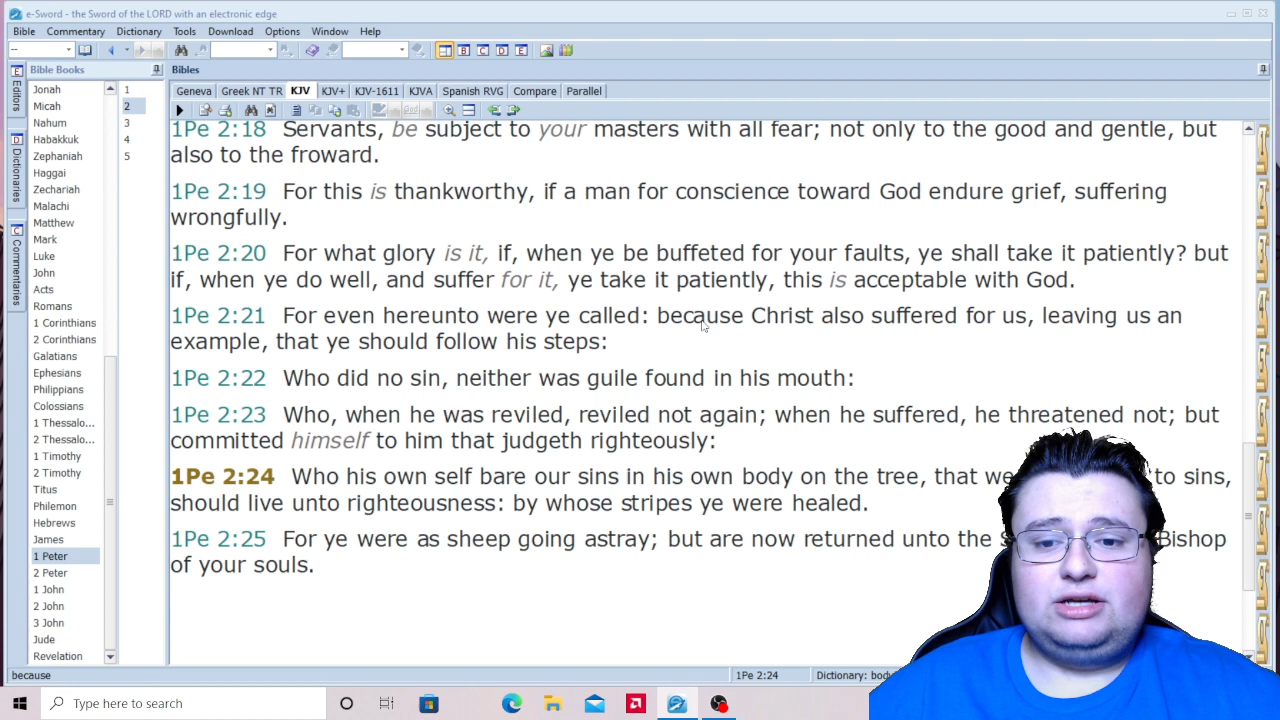 e-Sword - the Sword of the LORD with an electronic edge
Bible Commentary Dictionary Tools Download Options Window Help
--
Bible Books
Bibles
Editors
Dictionaries
Commentaries
Jonah
Micah
Nahum
Habakkuk
Zephaniah
Haggai
Zechariah
Malachi
Matthew
Mark
Luke
John
Acts
Romans
1 Corinthians
2 Corinthians
Galatians
Ephesians
Philippians
Colossians
1 Thessalo...
2 Thessalo...
1 Timothy
2 Timothy
Titus
Philemon
Hebrews
James
1 Peter
2 Peter
1 John
2 John
3 John
Jude
Revelation
1
2
3
4
5
Geneva Greek NT TR KJV KJV+ KJV-1611 KJVA Spanish RVG Compare Parallel
1Pe 2:18 Servants, be subject to your masters with all fear; not only to the good and gentle, but
also to the froward.
1Pe 2:19 For this is thankworthy, if a man for conscience toward God endure grief, suffering
wrongfully.
1Pe 2:20 For what glory is it, if, when ye be buffeted for your faults, ye shall take it patiently? but
if, when ye do well, and suffer for it, ye take it patiently, this is acceptable with God.
1Pe 2:21 For even hereunto were ye called: because Christ also suffered for us, leaving us an
example, that ye should follow his steps:
1Pe 2:22 Who did no sin, neither was guile found in his mouth:
1Pe 2:23 Who, when he was reviled, reviled not again; when he suffered, he threatened not; but
committed himself to him that judgeth righteously:
1Pe 2:24 Who his own self bare our sins in his own body on the tree, that we to sins,
should live unto righteousness: by whose stripes ye were healed.
1Pe 2:25 For ye were as sheep going astray; but are now returned unto the Bishop
of your souls.
because
1Pe 2:24
Dictionary:
Type here to search